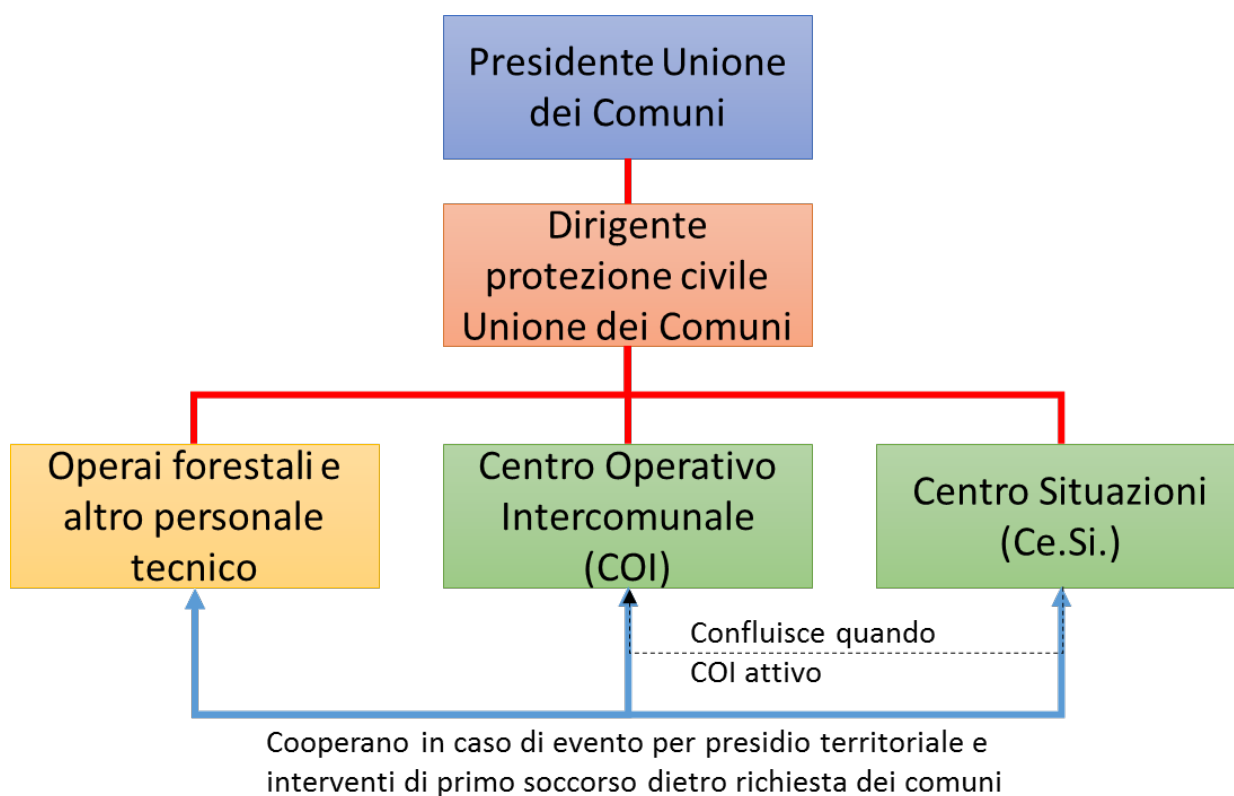 Presidente Unione
dei Comuni
Dirigente
protezione civile
Unione dei Comuni
Operai forestali e
altro personale
tecnico
Centro Operativo
Intercomunale
(COI)
Centro Situazioni
(Ce.Si.)
Confluisce quando
COI attivo
Cooperano in caso di evento per presidio territoriale e
interventi di primo soccorso dietro richiesta dei comuni